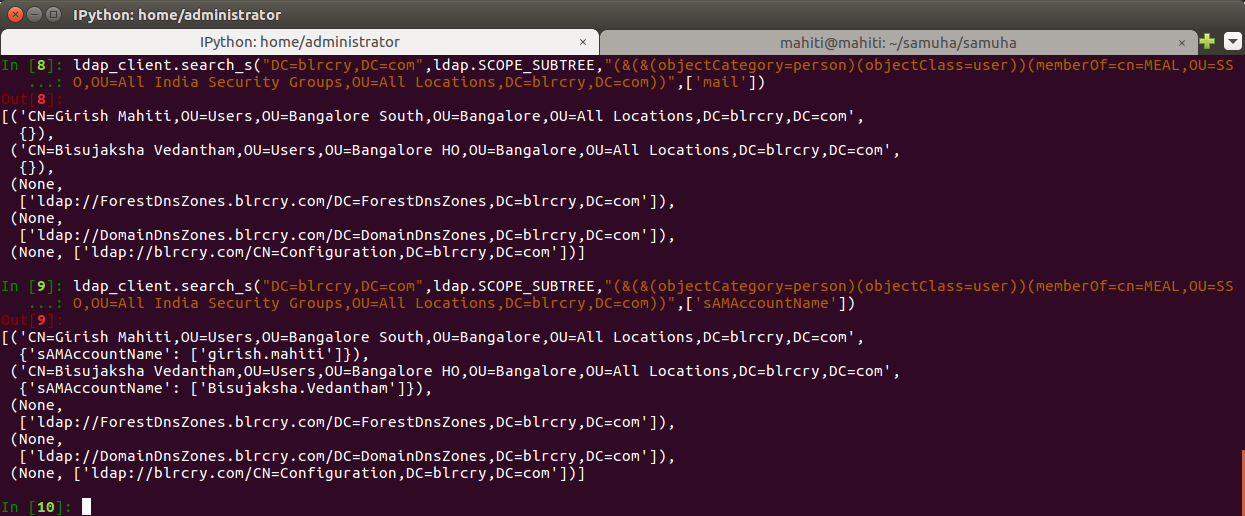 IPython: home/administrator
IPython: home/administrator × mahiti@mahiti: ~/samuha/samuha ×
In [8]: ldap_client.search_s("DC=blrcry,DC=com",ldap.SCOPE_SUBTREE,"(&(&(objectCategory=person)(objectClass=user))(memberOf=cn=MEAL,OU=SS
   ...: O,OU=All India Security Groups,OU=All Locations,DC=blrcry,DC=com))",['mail'])
Out[8]:
[('CN=Girish Mahiti,OU=Users,OU=Bangalore South,OU=Bangalore,OU=All Locations,DC=blrcry,DC=com',
  {}),
 ('CN=Bisujaksha Vedantham,OU=Users,OU=Bangalore HO,OU=Bangalore,OU=All Locations,DC=blrcry,DC=com',
  {}),
 (None,
  ['ldap://ForestDnsZones.blrcry.com/DC=ForestDnsZones,DC=blrcry,DC=com']),
 (None,
  ['ldap://DomainDnsZones.blrcry.com/DC=DomainDnsZones,DC=blrcry,DC=com']),
 (None, ['ldap://blrcry.com/CN=Configuration,DC=blrcry,DC=com'])]
In [9]: ldap_client.search_s("DC=blrcry,DC=com",ldap.SCOPE_SUBTREE,"(&(&(objectCategory=person)(objectClass=user))(memberOf=cn=MEAL,OU=SS
   ...: O,OU=All India Security Groups,OU=All Locations,DC=blrcry,DC=com))",['sAMAccountName'])
Out[9]:
[('CN=Girish Mahiti,OU=Users,OU=Bangalore South,OU=Bangalore,OU=All Locations,DC=blrcry,DC=com',
  {'sAMAccountName': ['girish.mahiti']}),
 ('CN=Bisujaksha Vedantham,OU=Users,OU=Bangalore HO,OU=Bangalore,OU=All Locations,DC=blrcry,DC=com',
  {'sAMAccountName': ['Bisujaksha.Vedantham']}),
 (None,
  ['ldap://ForestDnsZones.blrcry.com/DC=ForestDnsZones,DC=blrcry,DC=com']),
 (None,
  ['ldap://DomainDnsZones.blrcry.com/DC=DomainDnsZones,DC=blrcry,DC=com']),
 (None, ['ldap://blrcry.com/CN=Configuration,DC=blrcry,DC=com'])]
In [10]: